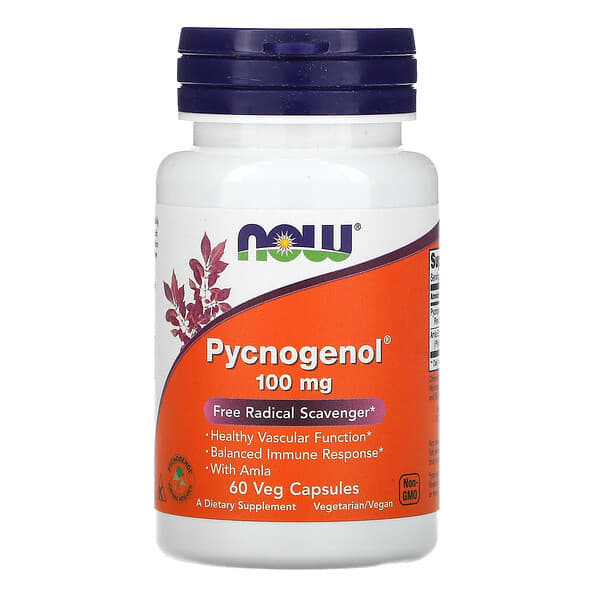 NOW®
Pycnogenol®
100 mg
Free Radical Scavenger*
• Healthy Vascular Function*
• Balanced Immune Response*
• With Amla
60 Veg Capsules
A Dietary Supplement Vegetarian/Vegan
PYCNOGENOL
Non-
GMO